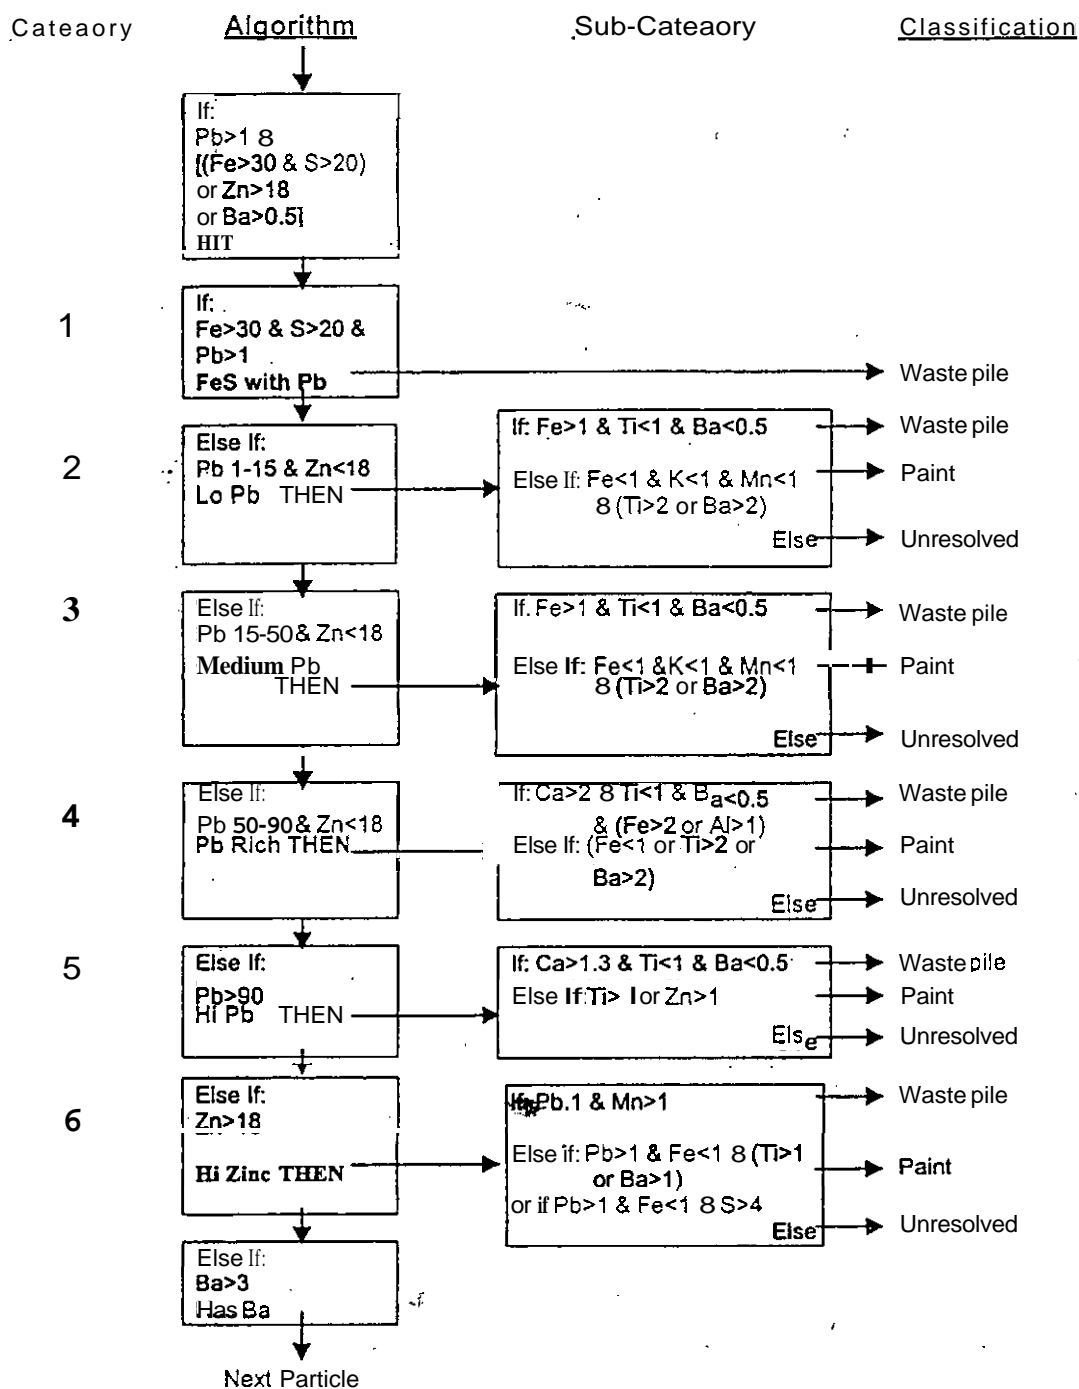 Cateaory Algorithm Sub-Cateaory Classification
If:
Pb>1 8
[(Fe>30 & S>20)
or Zn>18
or Ba>0.5]
HIT
1
If:
Fe>30 & S>20 &
Pb>1
FeS with Pb
Waste pile
2
Else If:
Pb 1-15 & Zn<18
Lo Pb THEN
If: Fe>1 & Ti<1 & Ba<0.5
Waste pile
Else If: Fe<1 & K<1 & Mn<1
8 (Ti>2 or Ba>2)
Paint
Else
Unresolved
3
Else If:
Pb 15-50 & Zn<18
Medium Pb
THEN
If. Fe>1 & Ti<1 & Ba<0.5
Waste pile
Else If: Fe<1 &K<1 & Mn<1
8 (Ti>2 or Ba>2)
Paint
Else
Unresolved
4
Else If:
Pb 50-90 & Zn<18
Pb Rich THEN
If: Ca>2 8 Ti<1 & Ba<0.5
& (Fe>2 or Al>1)
Waste pile
Else If: (Fe<1 or Ti>2 or
Ba>2)
Paint
Else
Unresolved
5
Else If:
Pb>90
Hi Pb THEN
If: Ca>1.3 & Ti<1 & Ba<0.5
Waste pile
Else If: Ti> I or Zn>1
Paint
Else
Unresolved
6
Else If:
Zn>18
Hi Zinc THEN
Pb.1 & Mn>1
Waste pile
Else if: Pb>1 & Fe<1 8 (Ti>1
or Ba>1)
or if Pb>1 & Fe<1 8 S>4
Paint
Else
Unresolved
Else If:
Ba>3
Has Ba
Next Particle